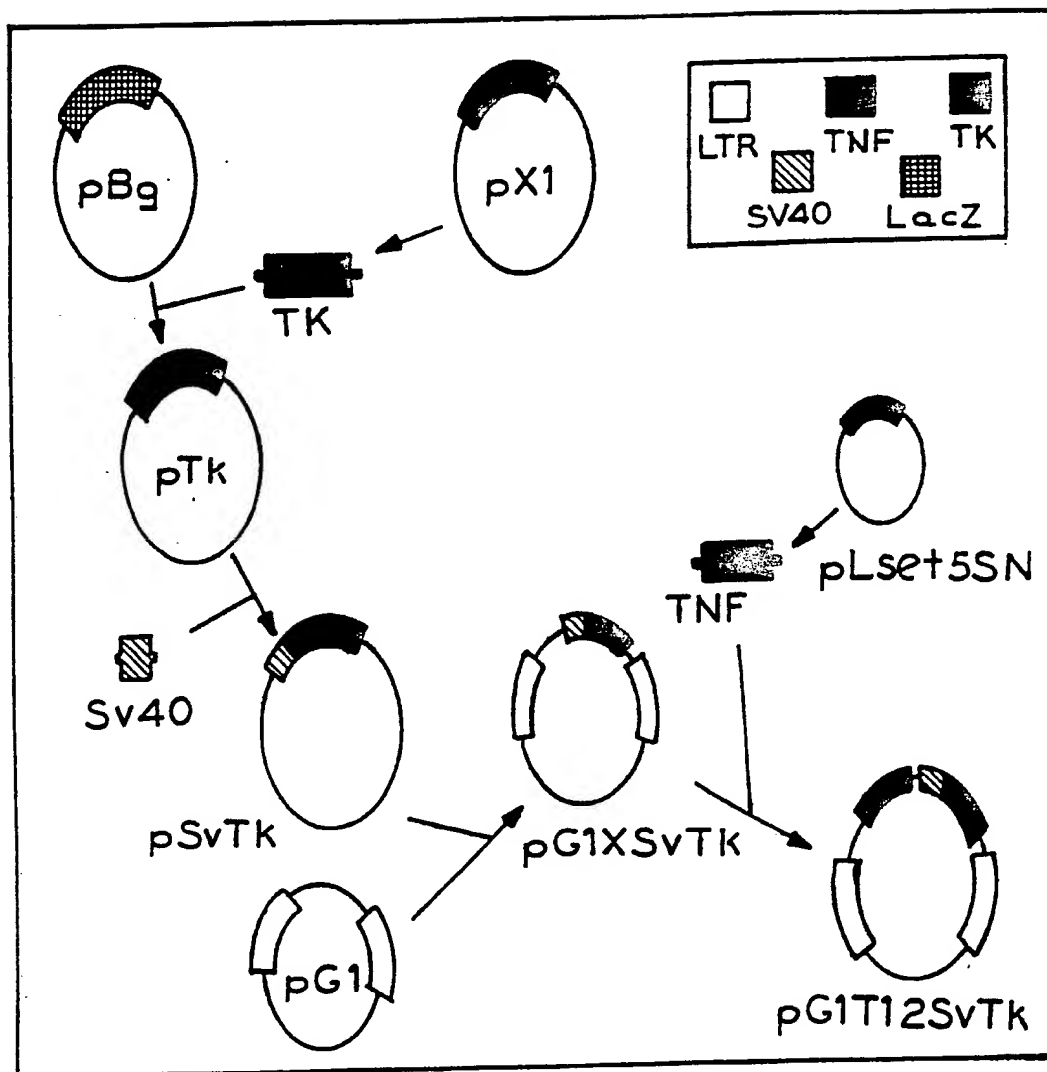 pBg
pX1
LTR
TNF
TK
SV40
LacZ
TK
pTk
pLset5SN
TNF
Sv40
pSvTk
pG1XSvTk
pG1
pG1T12SvTk